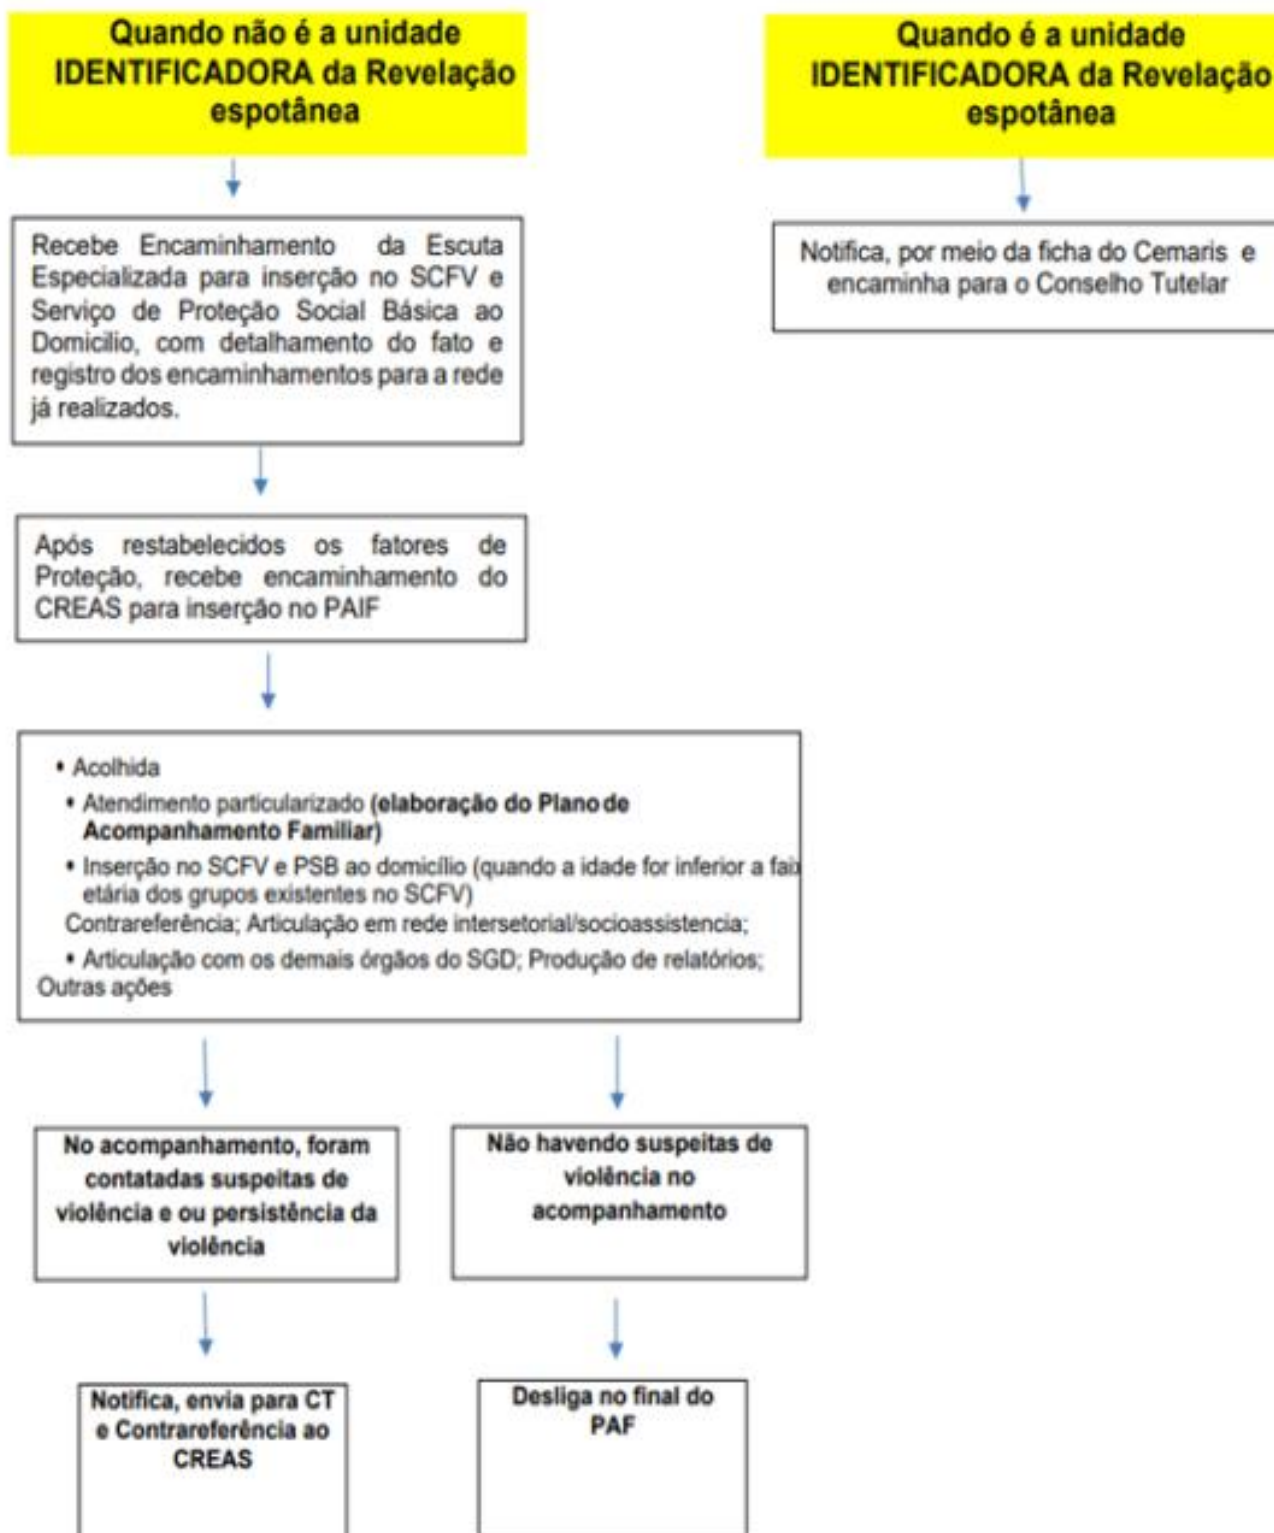 Quando não é a unidade
IDENTIFICADORA da Revelação
espotânea
Recebe Encaminhamento da Escuta
Especializada para inserção no SCFV e
Serviço de Proteção Social Básica ao
Domicilio, com detalhamento do fato e
registro dos encaminhamentos para a rede
já realizados.
Após restabelecidos os fatores de
Proteção, recebe encaminhamento do
CREAS para inserção no PAIF
• Acolhida
• Atendimento particularizado (elaboração do Plano de
Acompanhamento Familiar)
• Inserção no SCFV e PSB ao domicílio (quando a idade for inferior a faix
etária dos grupos existentes no SCFV)
Contrareferência; Articulação em rede intersetorial/socioassistencia;
• Articulação com os demais órgãos do SGD; Produção de relatórios;
Outras ações
No acompanhamento, foram
contatadas suspeitas de
violência e ou persistência da
violência
Não havendo suspeitas de
violência no
acompanhamento
Notifica, envia para CT
e Contrareferência ao
CREAS
Desliga no final do
PAF
Quando é a unidade
IDENTIFICADORA da Revelação
espotânea
Notifica, por meio da ficha do Cemaris e
encaminha para o Conselho Tutelar